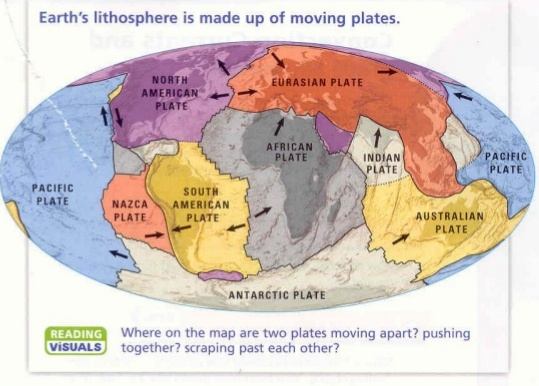 Earth's lithosphere is made up of moving plates.
NORTH
AMERICAN
PLATE
EURASIAN PLATE
AFRICAN
PLATE
INDIAN
PLATE
PACIFIC
PLATE
PACIFIC
PLATE
NAZCA
PLATE
SOUTH
AMERICAN
PLATE
AUSTRALIAN
PLATE
ANTARCTIC PLATE
READING
ViSUALS
Where on the map are two plates moving apart? pushing
together? scraping past each other?